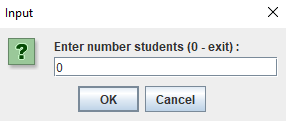 Input
Enter number students (0 - exit) :
0
OK Cancel